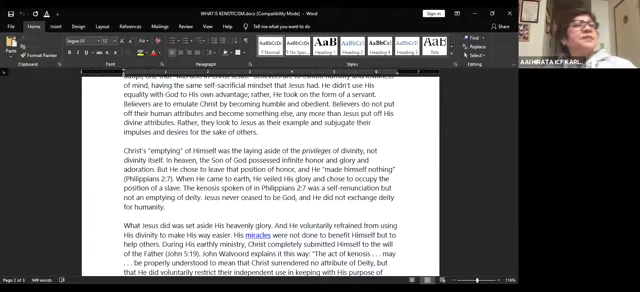 WHAT IS KENOTICISM.docx [Compatibility Mode] - Word
Sign in
File Home Insert Draw Design Layout References Mailings Review View Help Tell me what you want to do
Cut
Copy
Format Painter
Paste
Segoe UI 12
Find
Replace
Select
AaBbCcDc AaBbCcDc AaB AaBbCc AaBbCc AaBbCc AaB
¶ Normal ¶ No Spac... Heading 1 Heading 2 Heading 4 Heading 5 Title
AAI HIRATA ICF KARI...
of mind, having the same self-sacrificial mindset that Jesus had. He didn't use His
equality with God to His own advantage; rather, He took on the form of a servant.
Believers are to emulate Christ by becoming humble and obedient. Believers do not put
off their human attributes and become something else, any more than Jesus put off His
divine attributes. Rather, they look to Jesus as their example and subjugate their
impulses and desires for the sake of others.
Christ's "emptying" of Himself was the laying aside of the privileges of divinity, not
divinity itself. In heaven, the Son of God possessed infinite honor and glory and
adoration. But He chose to leave that position of honor, and He "made himself nothing"
(Philippians 2:7). When He came to earth, He veiled His glory and chose to occupy the
position of a slave. The kenosis spoken of in Philippians 2:7 was a self-renunciation but
not an emptying of deity. Jesus never ceased to be God, and He did not exchange deity
for humanity.
What Jesus did was set aside His heavenly glory. And He voluntarily refrained from using
His divinity to make His way easier. His miracles were not done to benefit Himself but to
help others. During His earthly ministry, Christ completely submitted Himself to the will
of the Father (John 5:19). John Walvoord explains it this way: "The act of kenosis . . . may
. . . be properly understood to mean that Christ surrendered no attribute of Deity, but
that He did voluntarily restrict their independent use in keeping with His purpose of
Page 2 of 3 949 words
118%